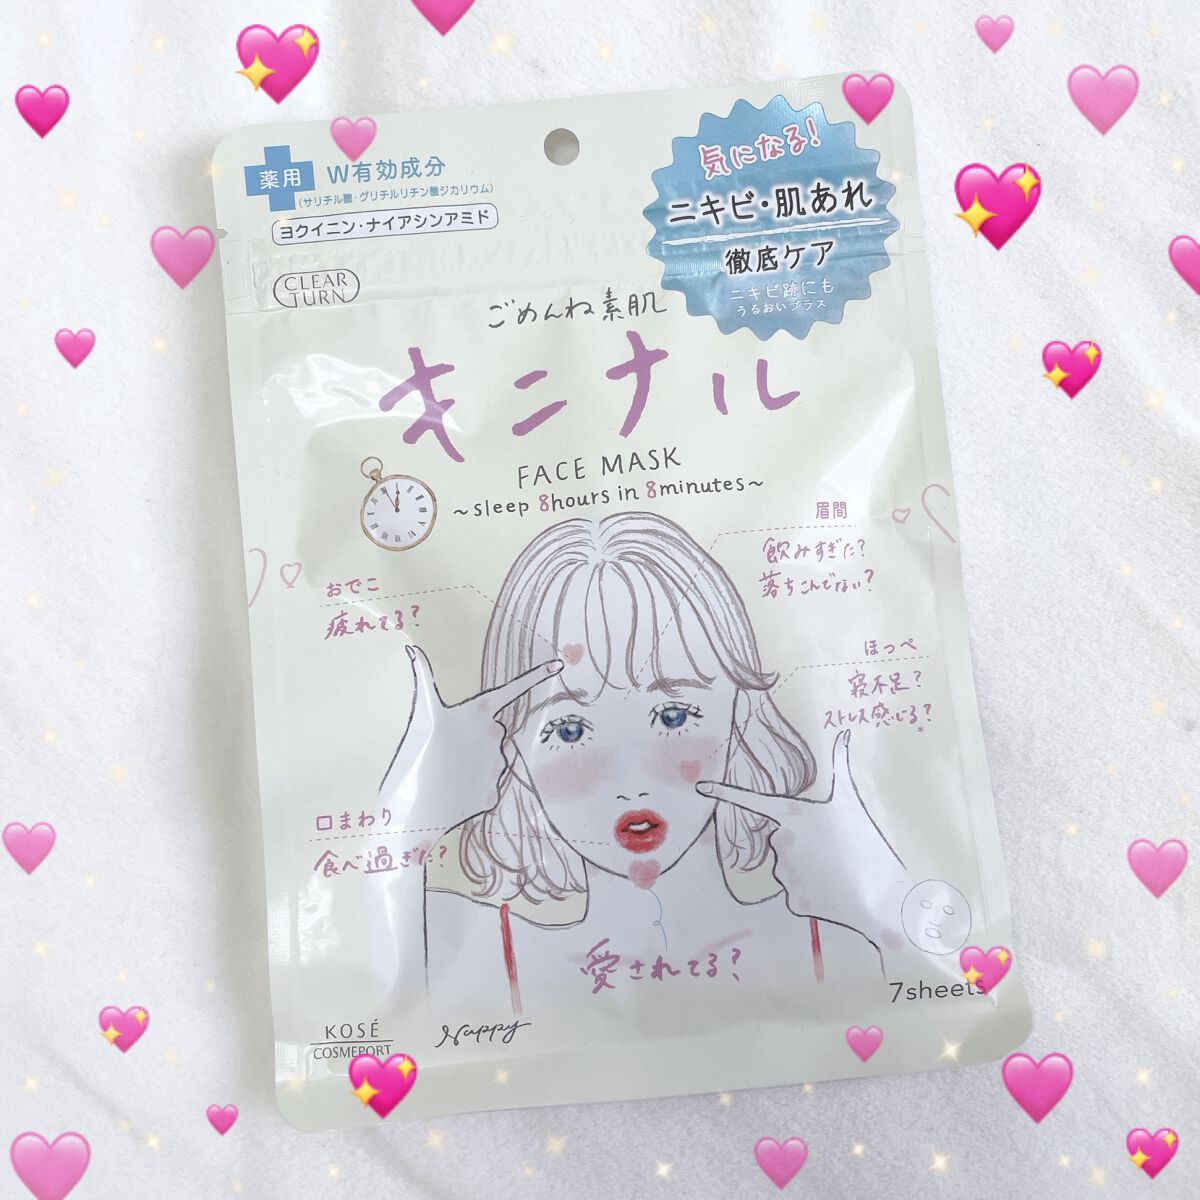 薬用
W有効成分
(サリチル酸・グリチルリチン酸ジカリウム)
ヨクイニン・ナイアシンアミド
気になる!
ニキビ・肌あれ
徹底ケア
ニキビ跡にも
うるおいプラス
CLEAR
TURN
ごめんね素肌
キニナル
FACE MASK
~sleep 8hours in 8minutes~
眉間
飲みすぎた?
落ちこんでない?
おでこ
疲れてる?
ほっぺ
寝不足?
ストレス感じる?*
口まわり
食べ過ぎた?
愛されてる?
7sheets
KOSÉ
COSMEPORT
Nappy